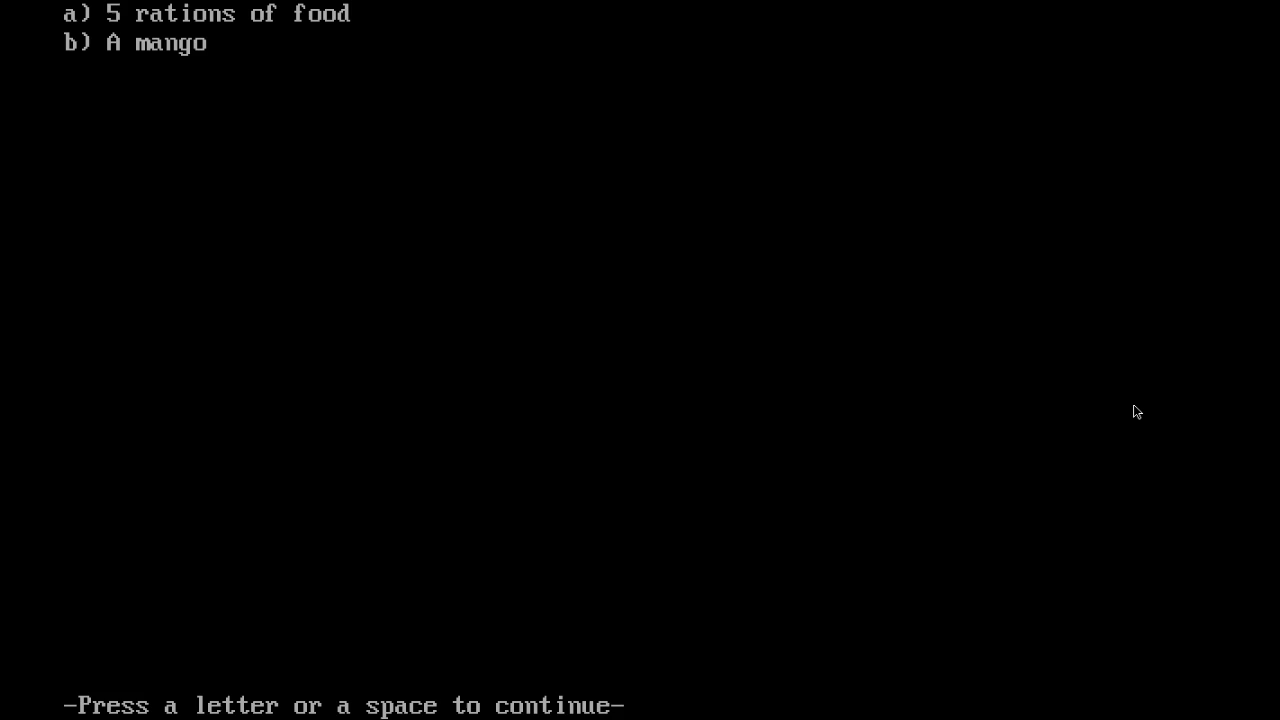 a) 5 rations of food
b) A mango
-Press a letter or a space to continue-